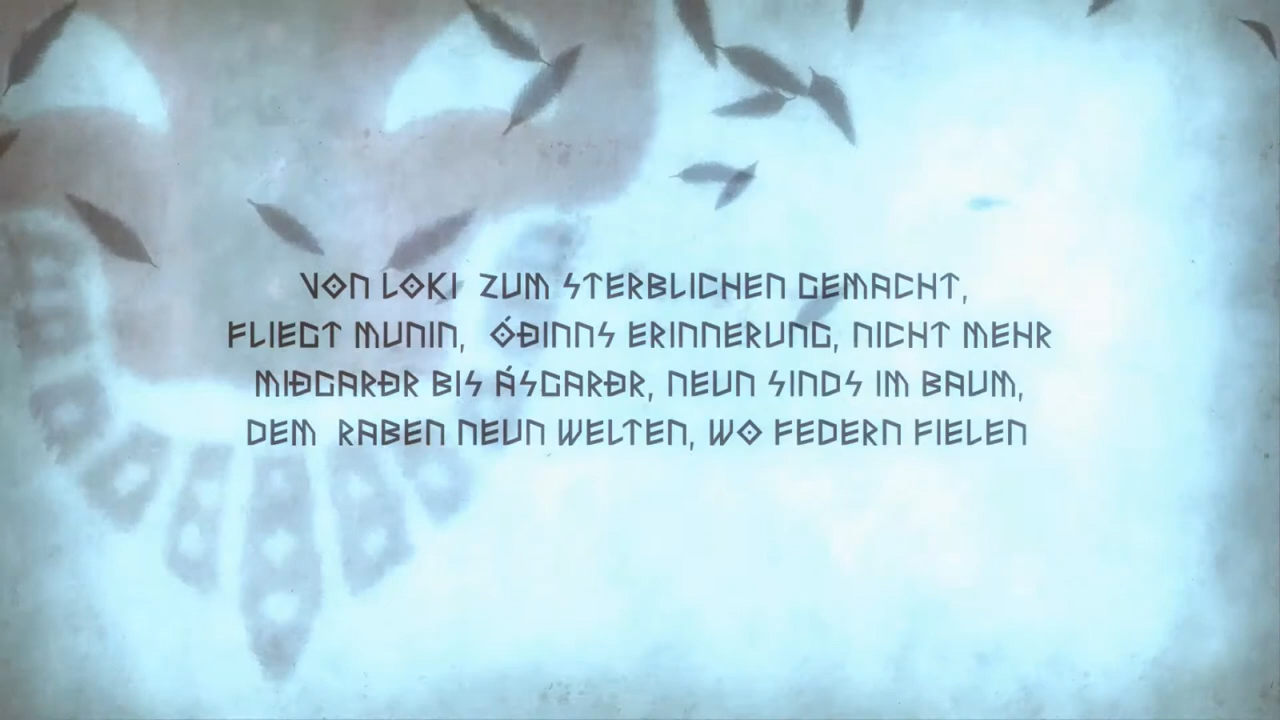 VON LOKI ZUM STERBLICHEN GEMACHT,
FLIEGT MUNIN, ÓÐINNS ERINNERUNG, NICHT MEHR
MIÐGARÐR BIS ÁSGARÐR, NEUN SINDS IM BAUM,
DEM RABEN NEUN WELTEN, WO FEDERN FIELEN